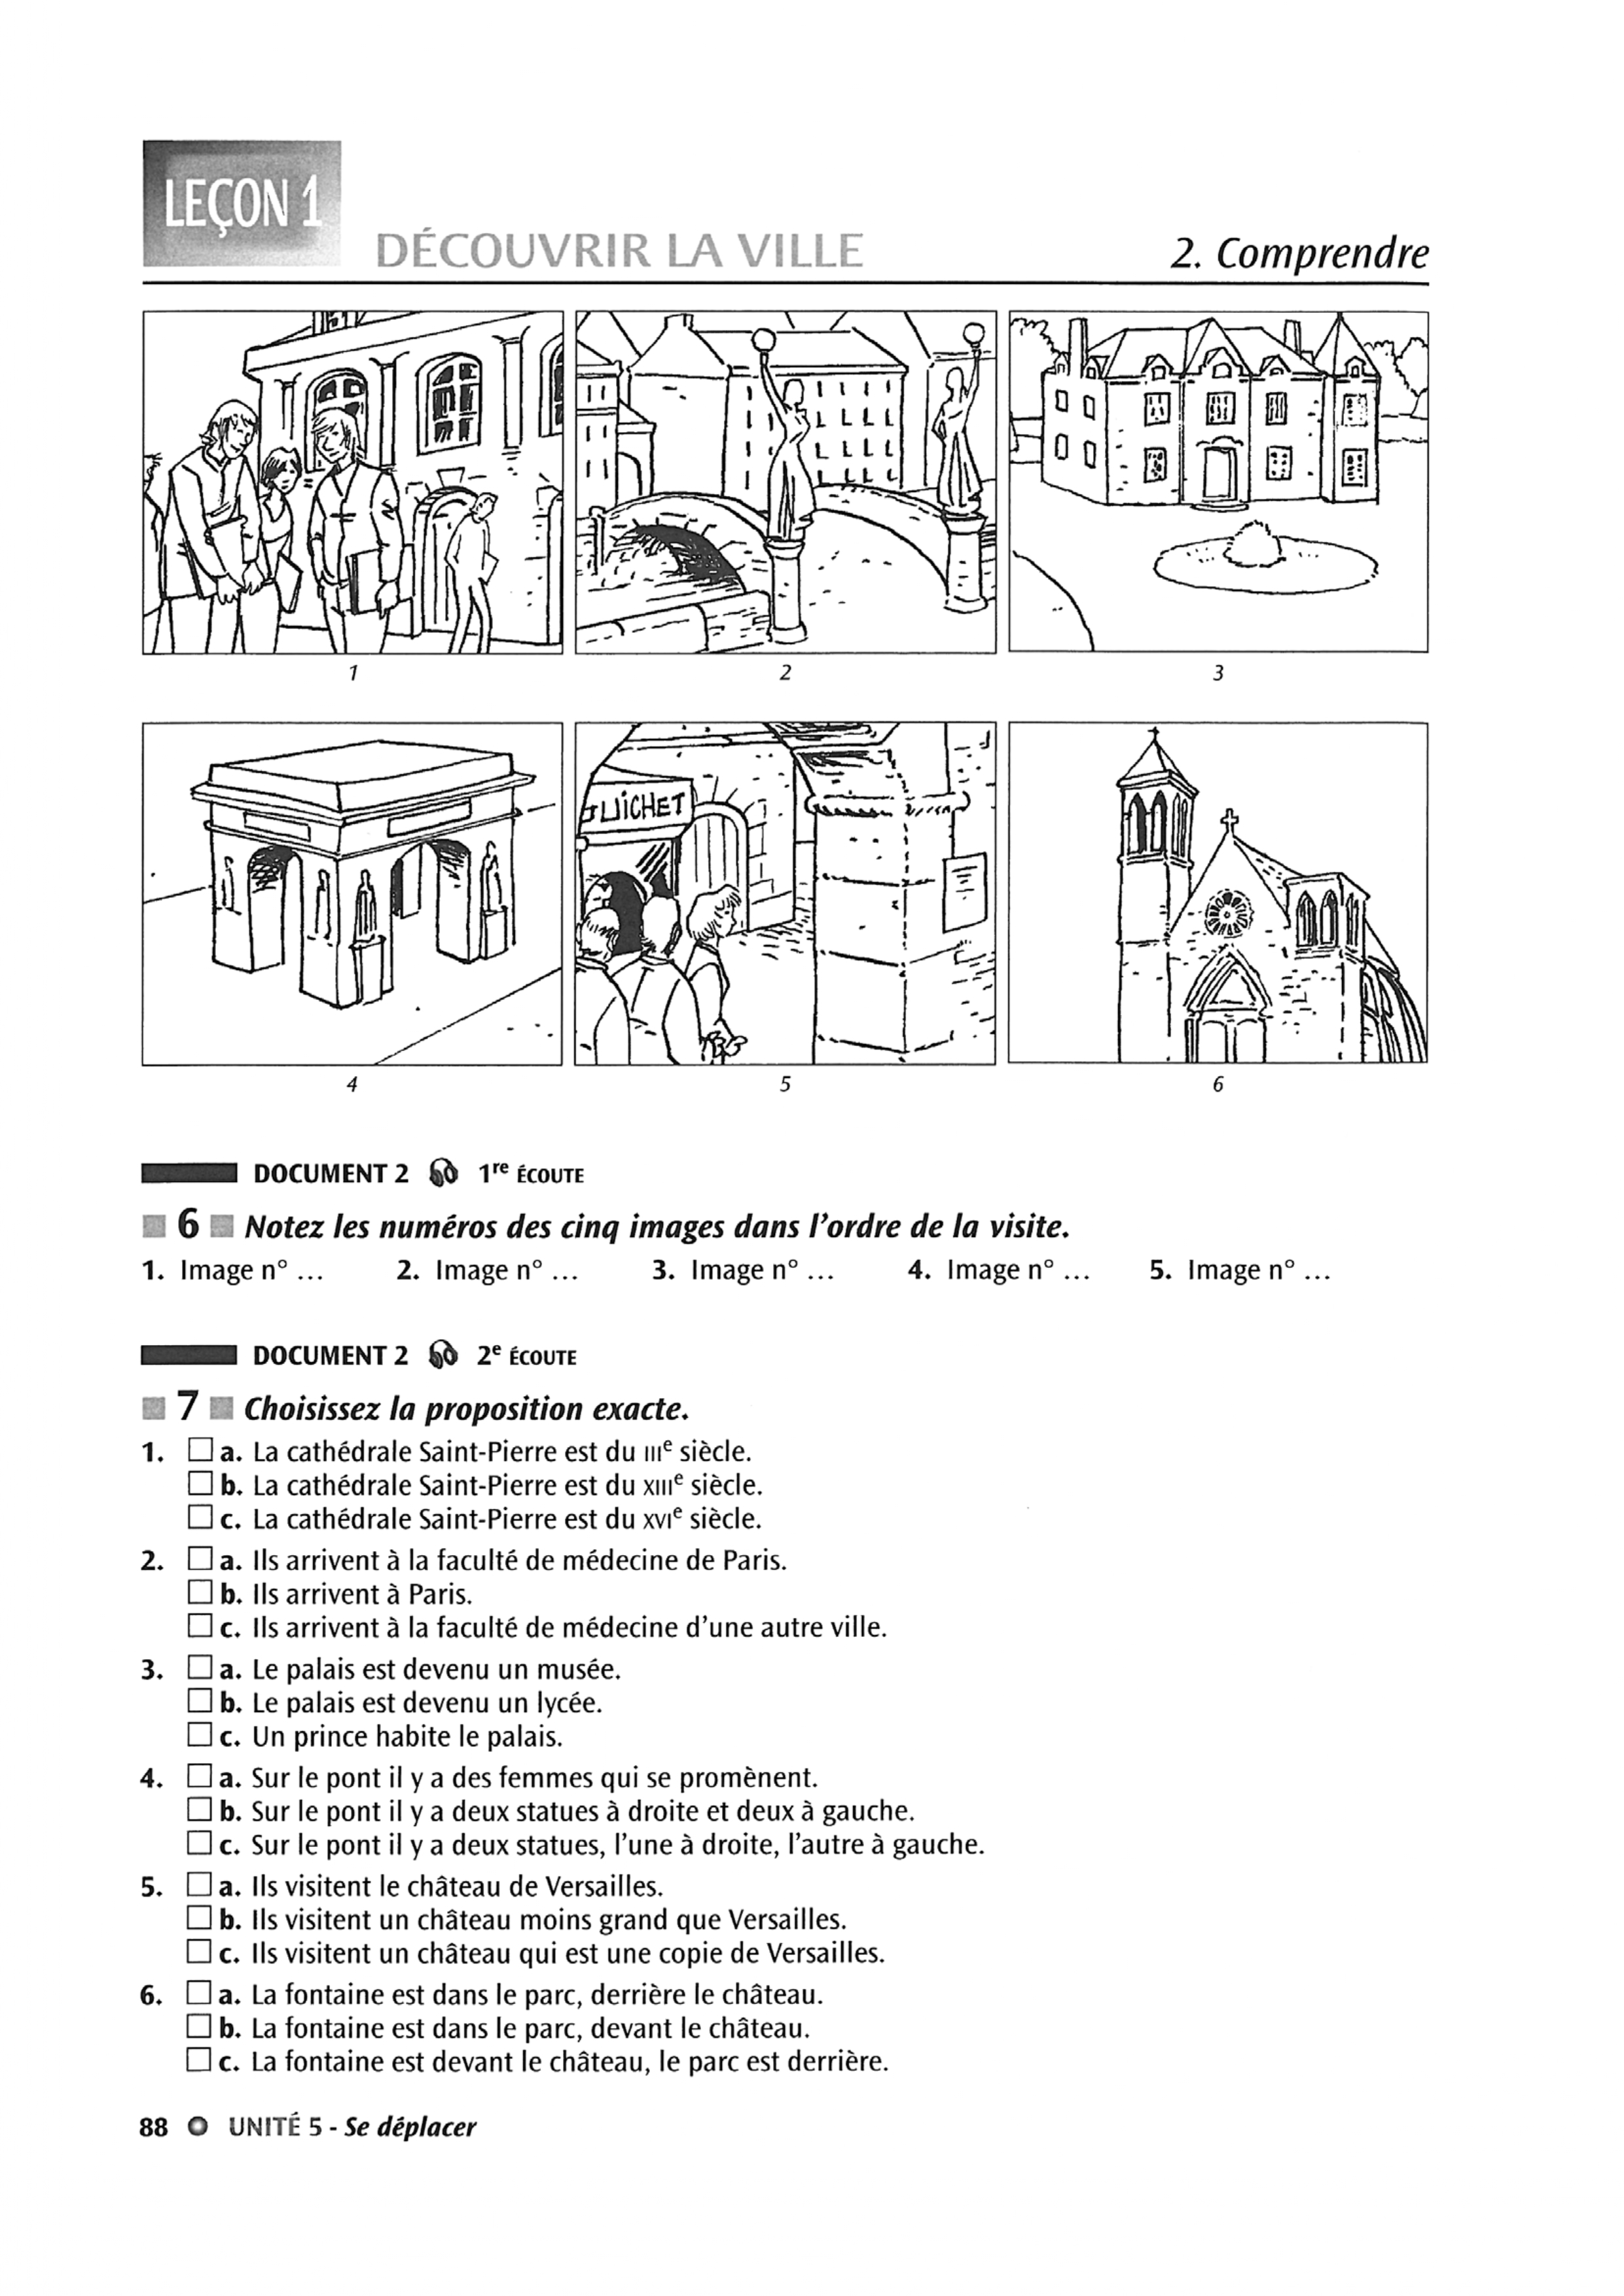 LEÇON 1
DÉCOUVRIR LA VILLE
2. Comprendre
1
2
3
GUICHET
4
5
6
DOCUMENT 2 1re ÉCOUTE
6 Notez les numéros des cinq images dans l'ordre de la visite.
1. Image n° ... 2. Image n° ... 3. Image n° ... 4. Image n° ... 5. Image n° ...
DOCUMENT 2 2e ÉCOUTE
7 Choisissez la proposition exacte.
1. a. La cathédrale Saint-Pierre est du IIIe siècle.
b. La cathédrale Saint-Pierre est du XIIIe siècle.
c. La cathédrale Saint-Pierre est du XVIe siècle.
2. a. Ils arrivent à la faculté de médecine de Paris.
b. Ils arrivent à Paris.
c. Ils arrivent à la faculté de médecine d'une autre ville.
3. a. Le palais est devenu un musée.
b. Le palais est devenu un lycée.
c. Un prince habite le palais.
4. a. Sur le pont il y a des femmes qui se promènent.
b. Sur le pont il y a deux statues à droite et deux à gauche.
c. Sur le pont il y a deux statues, l'une à droite, l'autre à gauche.
5. a. Ils visitent le château de Versailles.
b. Ils visitent un château moins grand que Versailles.
c. Ils visitent un château qui est une copie de Versailles.
6. a. La fontaine est dans le parc, derrière le château.
b. La fontaine est dans le parc, devant le château.
c. La fontaine est devant le château, le parc est derrière.
88 UNITÉ 5 - Se déplacer